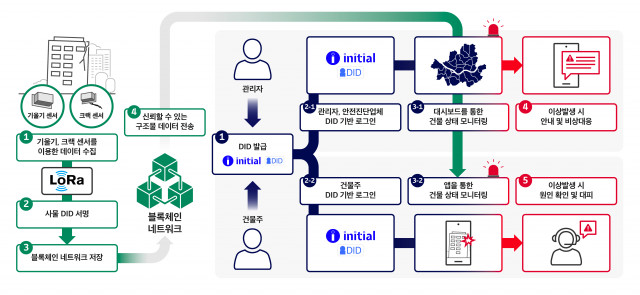 기울기 센서
크랙 센서
1
기울기, 크랙 센서를
이용한 데이터 수집
LoRa
2
사물 DID 서명
3
블록체인 네트워크 저장
4
신뢰할 수 있는
구조물 데이터 전송
블록체인
네트워크
관리자
1
DID 발급
initial DID
건물주
initial
DID
2-1
관리자, 안전진단업체
DID 기반 로그인
3-1
대시보드를 통한
건물 상태 모니터링
4
이상발생 시
안내 및 비상대응
2-2
건물주
DID 기반 로그인
initial
DID
3-2
앱을 통한
건물 상태 모니터링
5
이상발생 시
원인 확인 및 대피